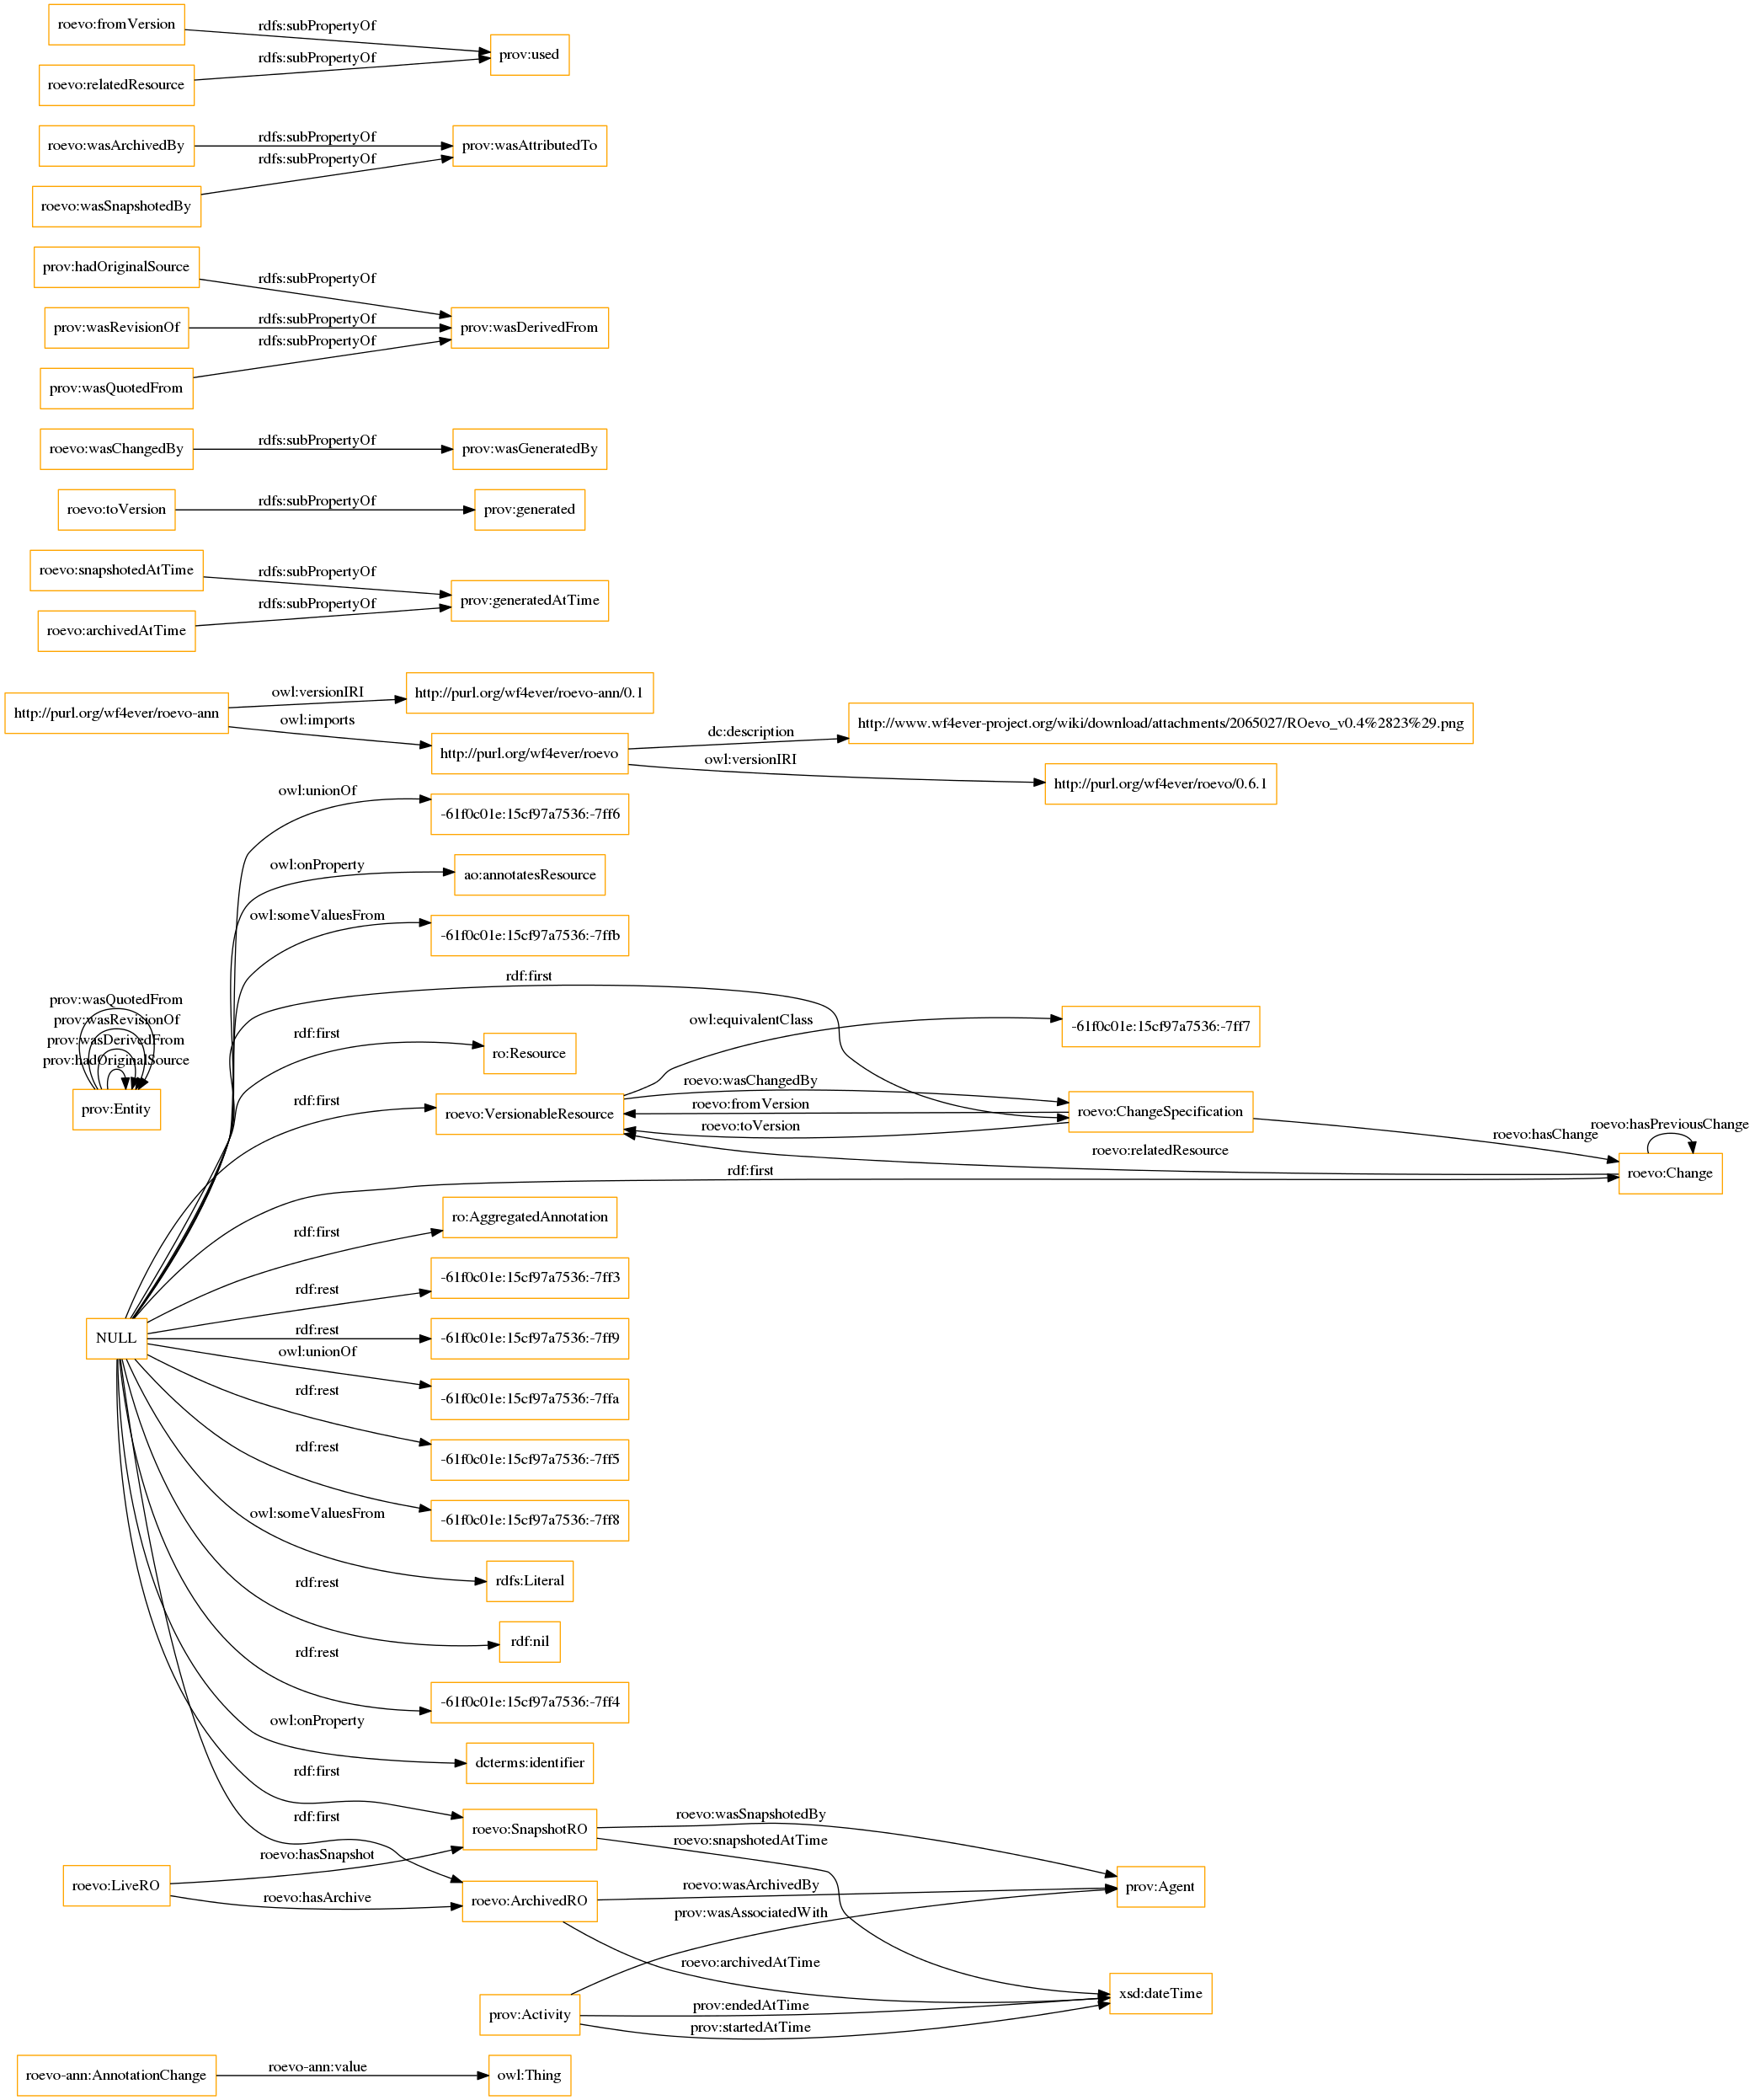 roevo:fromVersion
rdfs:subPropertyOf
prov:used
rdfs:subPropertyOf
roevo:relatedResource
roevo:wasArchivedBy
rdfs:subPropertyOf
prov:wasAttributedTo
rdfs:subPropertyOf
roevo:wasSnapshotedBy
prov:hadOriginalSource
rdfs:subPropertyOf
prov:wasRevisionOf
rdfs:subPropertyOf
prov:wasDerivedFrom
rdfs:subPropertyOf
prov:wasQuotedFrom
roevo:wasChangedBy
rdfs:subPropertyOf
prov:wasGeneratedBy
roevo:toVersion
rdfs:subPropertyOf
prov:generated
roevo:snapshotedAtTime
rdfs:subPropertyOf
prov:generatedAtTime
rdfs:subPropertyOf
roevo:archivedAtTime
http://purl.org/wf4ever/roevo-ann
owl:versionIRI
http://purl.org/wf4ever/roevo-ann/0.1
owl:imports
http://purl.org/wf4ever/roevo
dc:description
http://www.wf4ever-project.org/wiki/download/attachments/2065027/ROevo_v0.4%2823%29.png
owl:versionIRI
http://purl.org/wf4ever/roevo/0.6.1
owl:unionOf
-61f0c01e:15cf97a7536:-7ff6
owl:onProperty
ao:annotatesResource
owl:someValuesFrom
-61f0c01e:15cf97a7536:-7ffb
rdf:first
prov:wasQuotedFrom
prov:wasRevisionOf
prov:wasDerivedFrom
prov:hadOriginalSource
prov:Entity
rdf:first
ro:Resource
owl:equivalentClass
-61f0c01e:15cf97a7536:-7ff7
rdf:first
roevo:VersionableResource
roevo:wasChangedBy
roevo:fromVersion
roevo:toVersion
roevo:ChangeSpecification
roevo:hasChange
roevo:hasPreviousChange
roevo:relatedResource
rdf:first
roevo:Change
rdf:first
ro:AggregatedAnnotation
rdf:rest
-61f0c01e:15cf97a7536:-7ff3
NULL
rdf:rest
-61f0c01e:15cf97a7536:-7ff9
owl:unionOf
-61f0c01e:15cf97a7536:-7ffa
rdf:rest
-61f0c01e:15cf97a7536:-7ff5
rdf:rest
-61f0c01e:15cf97a7536:-7ff8
owl:someValuesFrom
rdfs:Literal
rdf:rest
rdf:nil
rdf:rest
-61f0c01e:15cf97a7536:-7ff4
owl:onProperty
dcterms:identifier
rdf:first
roevo:SnapshotRO
roevo:wasSnapshotedBy
roevo:snapshotedAtTime
rdf:first
roevo:hasSnapshot
roevo:LiveRO
roevo:hasArchive
roevo:ArchivedRO
roevo:wasArchivedBy
prov:Agent
prov:wasAssociatedWith
roevo:archivedAtTime
xsd:dateTime
prov:Activity
prov:endedAtTime
prov:startedAtTime
roevo-ann:AnnotationChange
roevo-ann:value
owl:Thing